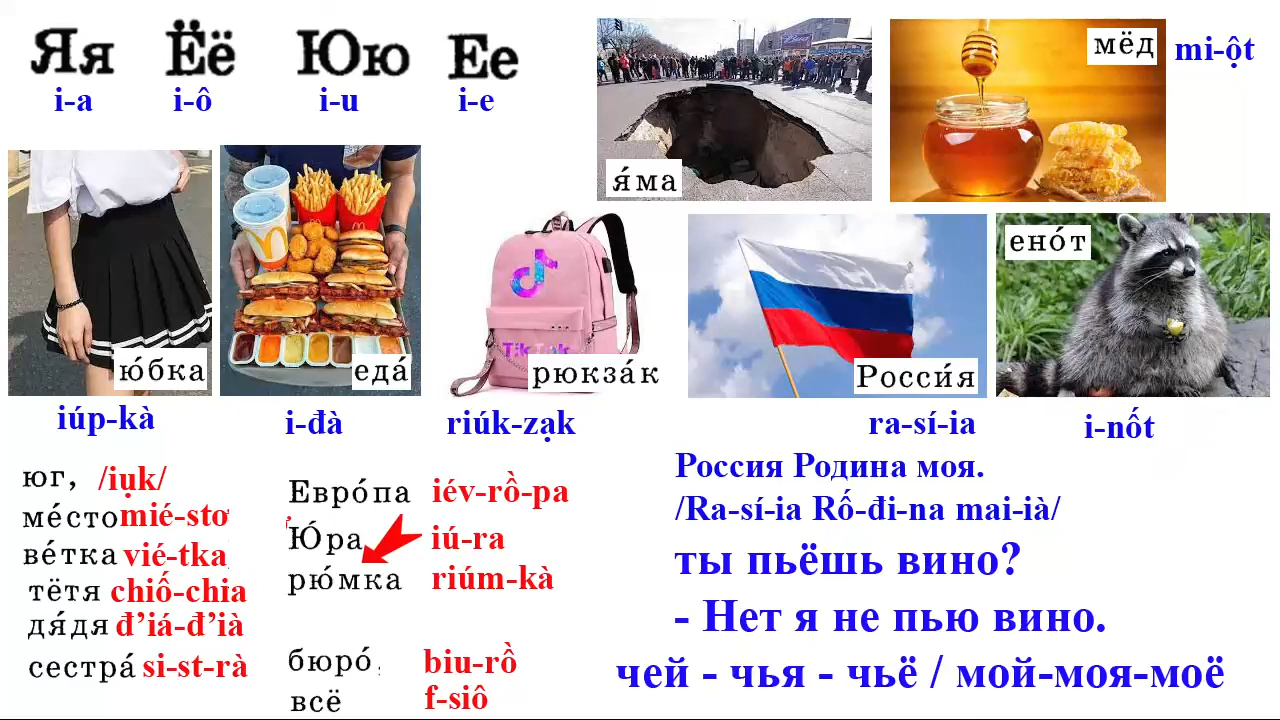 Яя Ёё Юю Ее
i-a i-ô i-u i-e
я́ма
мёд mi-ột
ю́бка
еда́
рюкза́к
TikTok
Росси́я
ено́т
iúp-kà i-đà riúk-zạk ra-sí-ia i-nốt
юг, /iụk/
ме́сто mié-stơ
ве́тка vié-tka
тётя chiố-chia
дя́дя đ’iá-đ’ià
сестра́ si-st-rà
Евро́па iév-rồ-pa
Ю́ра iú-ra
рю́мка riúm-kà
бюро́, biu-rồ
всё f-siô
Россия Родина моя.
/Ra-sí-ia Rố-đi-na mai-ià/
ты пьёшь вино?
- Нет я не пью вино.
чей - чья - чьё / мой-моя-моё